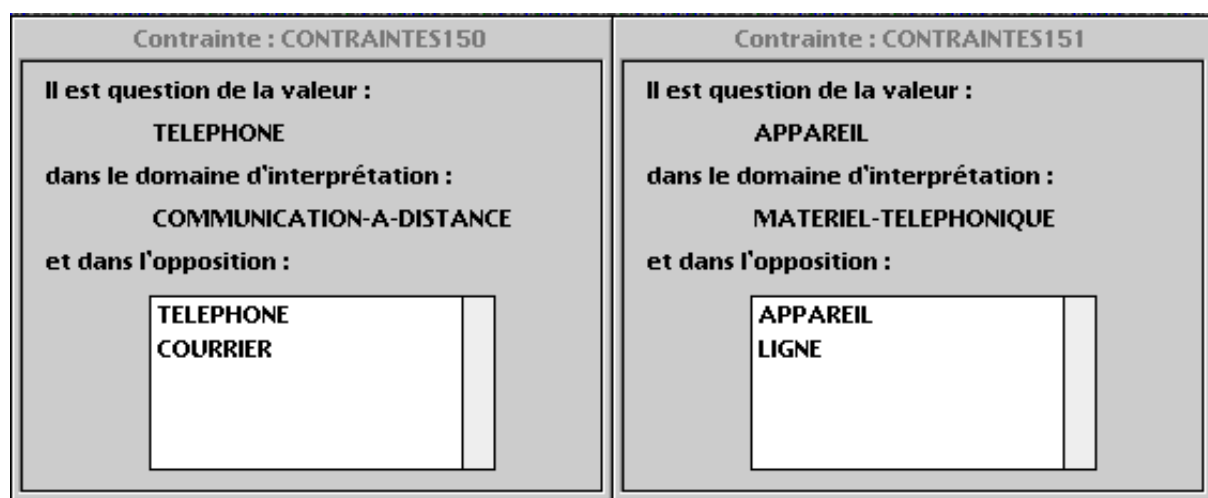 Contrainte : CONTRAINTES150
Il est question de la valeur :
TELEPHONE
dans le domaine d'interprétation :
COMMUNICATION-A-DISTANCE
et dans l'opposition :
TELEPHONE
COURRIER
Contrainte : CONTRAINTES151
Il est question de la valeur :
APPAREIL
dans le domaine d'interprétation :
MATERIEL-TELEPHONIQUE
et dans l'opposition :
APPAREIL
LIGNE